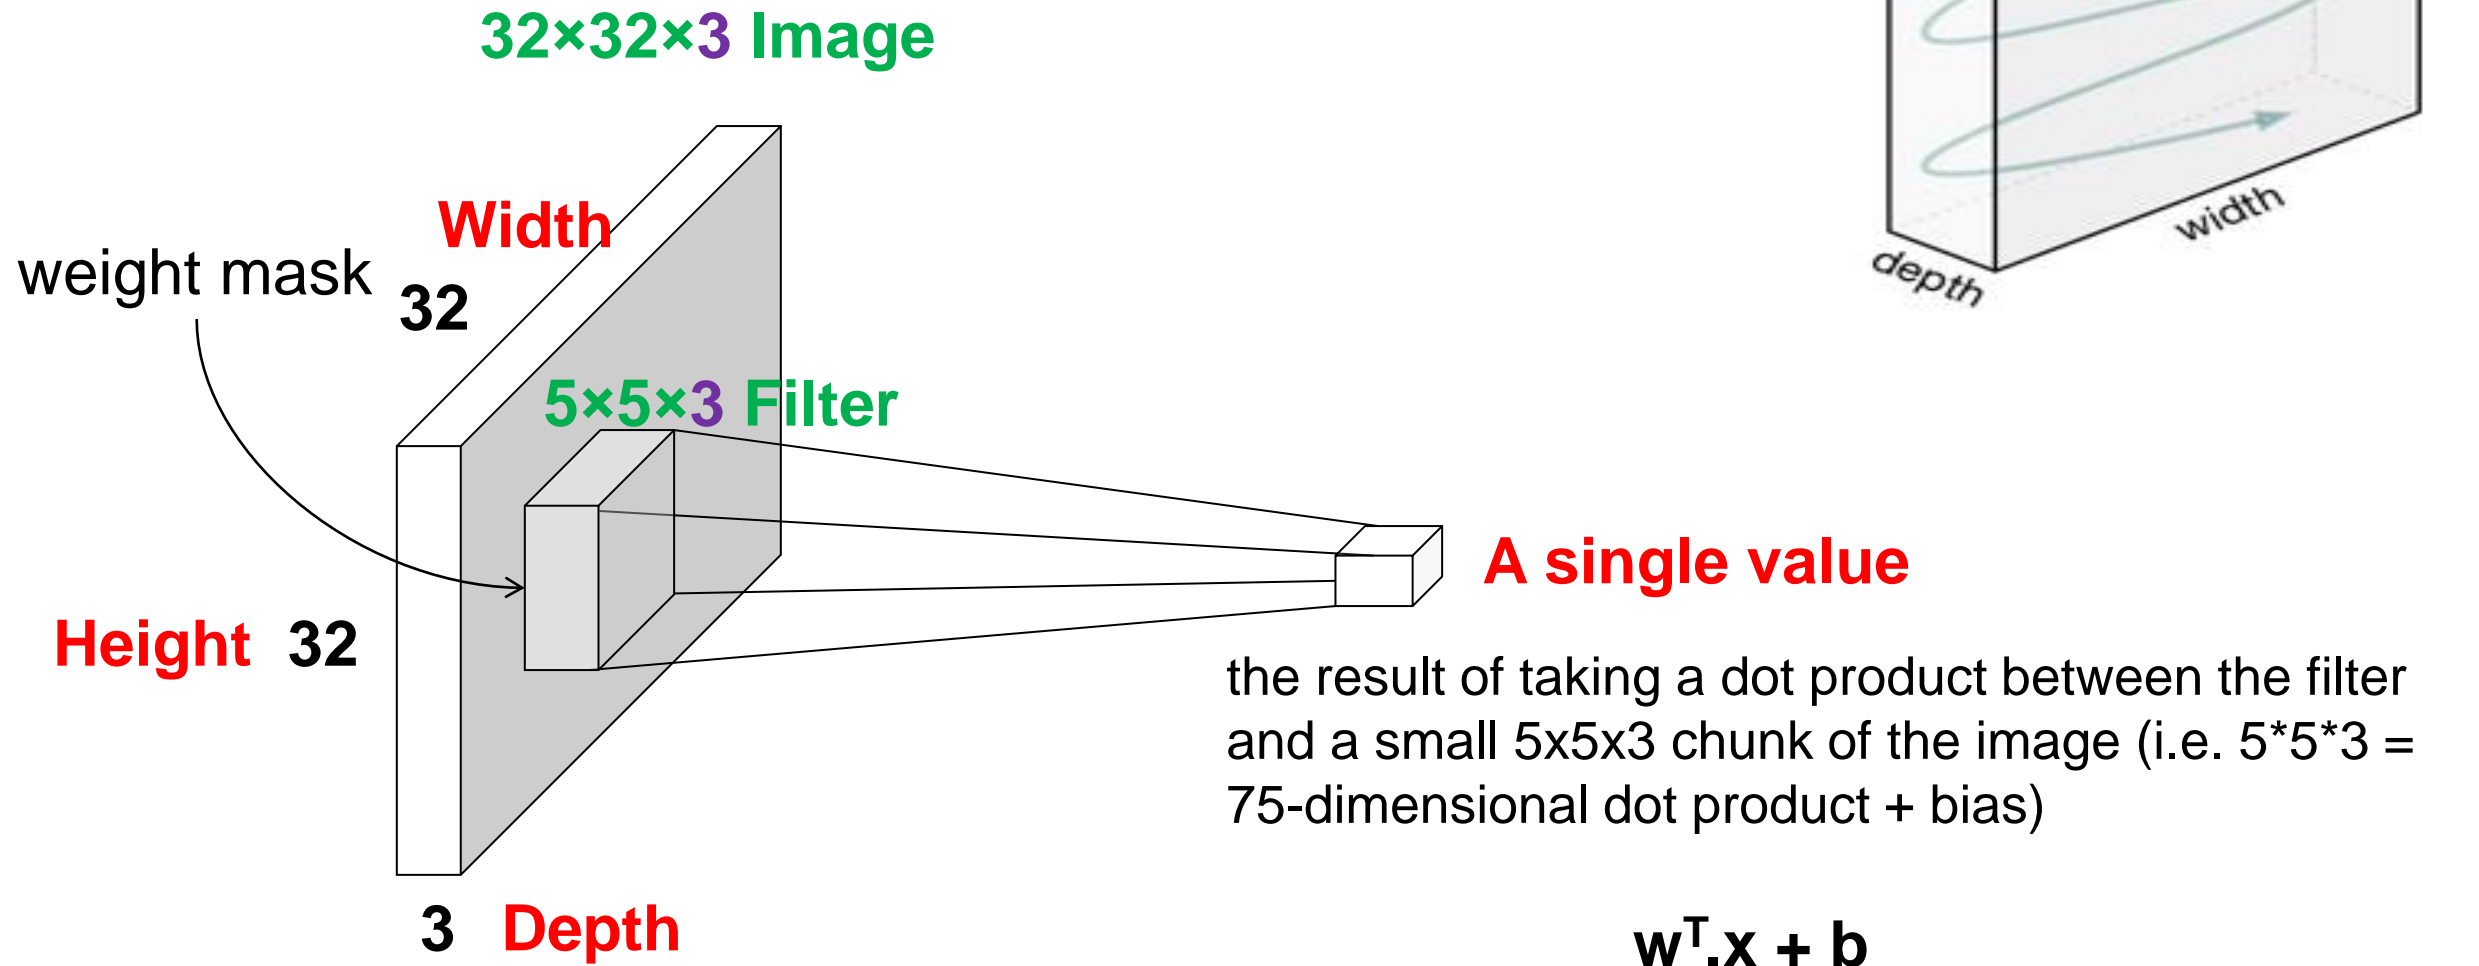 32×32×3 Image
Width
weight mask
32
width
depth
5×5×3 Filter
A single value
Height 32
the result of taking a dot product between the filter
and a small 5x5x3 chunk of the image (i.e. 5*5*3 =
75-dimensional dot product + bias)
3 Depth
wᵀ.x + b